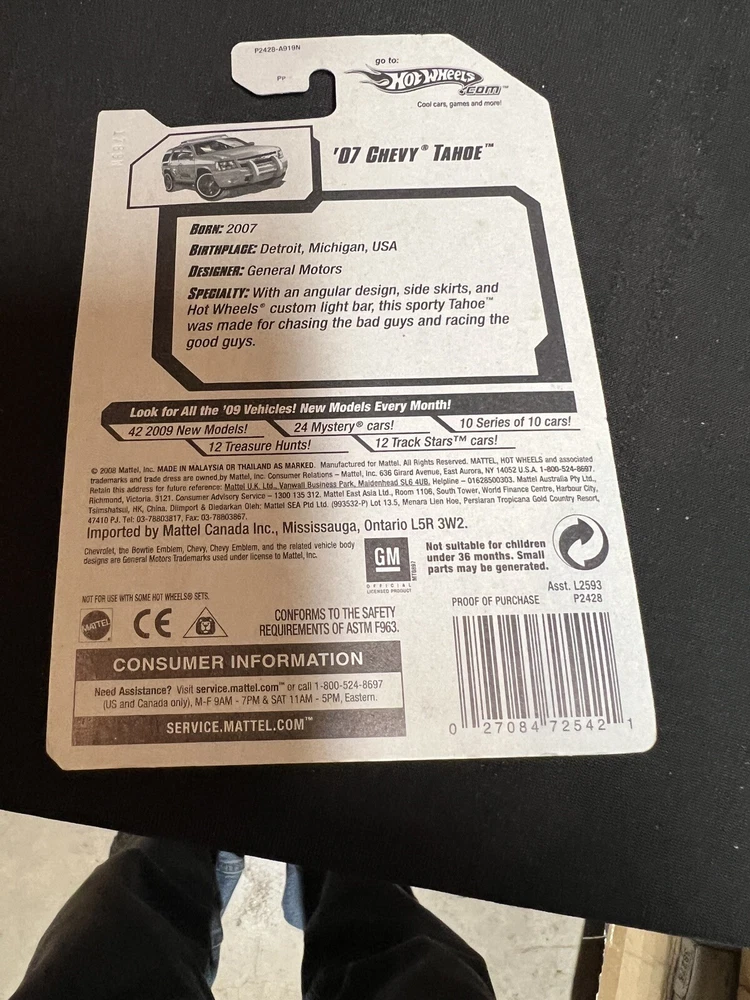 P2428-A919N
PP
go to:
HOT WHEELS
.COM™
Cool cars, games and more!
'07 CHEVY® TAHOE™
BORN: 2007
BIRTHPLACE: Detroit, Michigan, USA
DESIGNER: General Motors
SPECIALTY: With an angular design, side skirts, and
Hot Wheels® custom light bar, this sporty Tahoe™
was made for chasing the bad guys and racing the
good guys.
Look for All the '09 Vehicles! New Models Every Month!
42 2009 New Models! 24 Mystery® cars! 10 Series of 10 cars!
12 Treasure Hunts! 12 Track Stars™ cars!
© 2008 Mattel, Inc. MADE IN MALAYSIA OR THAILAND AS MARKED. Manufactured for Mattel. All Rights Reserved. MATTEL, HOT WHEELS and associated
trademarks and trade dress are owned by Mattel, Inc. Consumer Relations – Mattel, Inc. 636 Girard Avenue, East Aurora, NY 14052 U.S.A. 1-800-524-8697.
Retain this address for future reference: Mattel U.K. Ltd., Vanwall Business Park, Maidenhead SL6 4UB. Helpline – 01628500303. Mattel Australia Pty Ltd.,
Richmond, Victoria. 3121. Consumer Advisory Service – 1300 135 312. Mattel East Asia Ltd., Room 1106, South Tower, World Finance Centre, Harbour City,
Tsimshatsui, HK, China. Diimport & Diedarkan Oleh: Mattel SEA Ptd Ltd. (993532-P) Lot 13.5, Menara Lien Hoe, Persiaran Tropicana Gold Country Resort,
47410 PJ. Tel: 03-78803817, Fax: 03-78803867.
Imported by Mattel Canada Inc., Mississauga, Ontario L5R 3W2.
Chevrolet, the Bowtie Emblem, Chevy, Chevy Emblem, and the related vehicle body
designs are General Motors Trademarks used under license to Mattel, Inc.
GM
OFFICIAL
LICENSED PRODUCT
Not suitable for children
under 36 months. Small
parts may be generated.
Asst. L2593
PROOF OF PURCHASE P2428
NOT FOR USE WITH SOME HOT WHEELS® SETS.
MATTEL
CE
CONFORMS TO THE SAFETY
REQUIREMENTS OF ASTM F963.
CONSUMER INFORMATION
Need Assistance? Visit service.mattel.com™ or call 1-800-524-8697
(US and Canada only), M-F 9AM - 7PM & SAT 11AM - 5PM, Eastern.
SERVICE.MATTEL.COM™
0 27084 72542 1